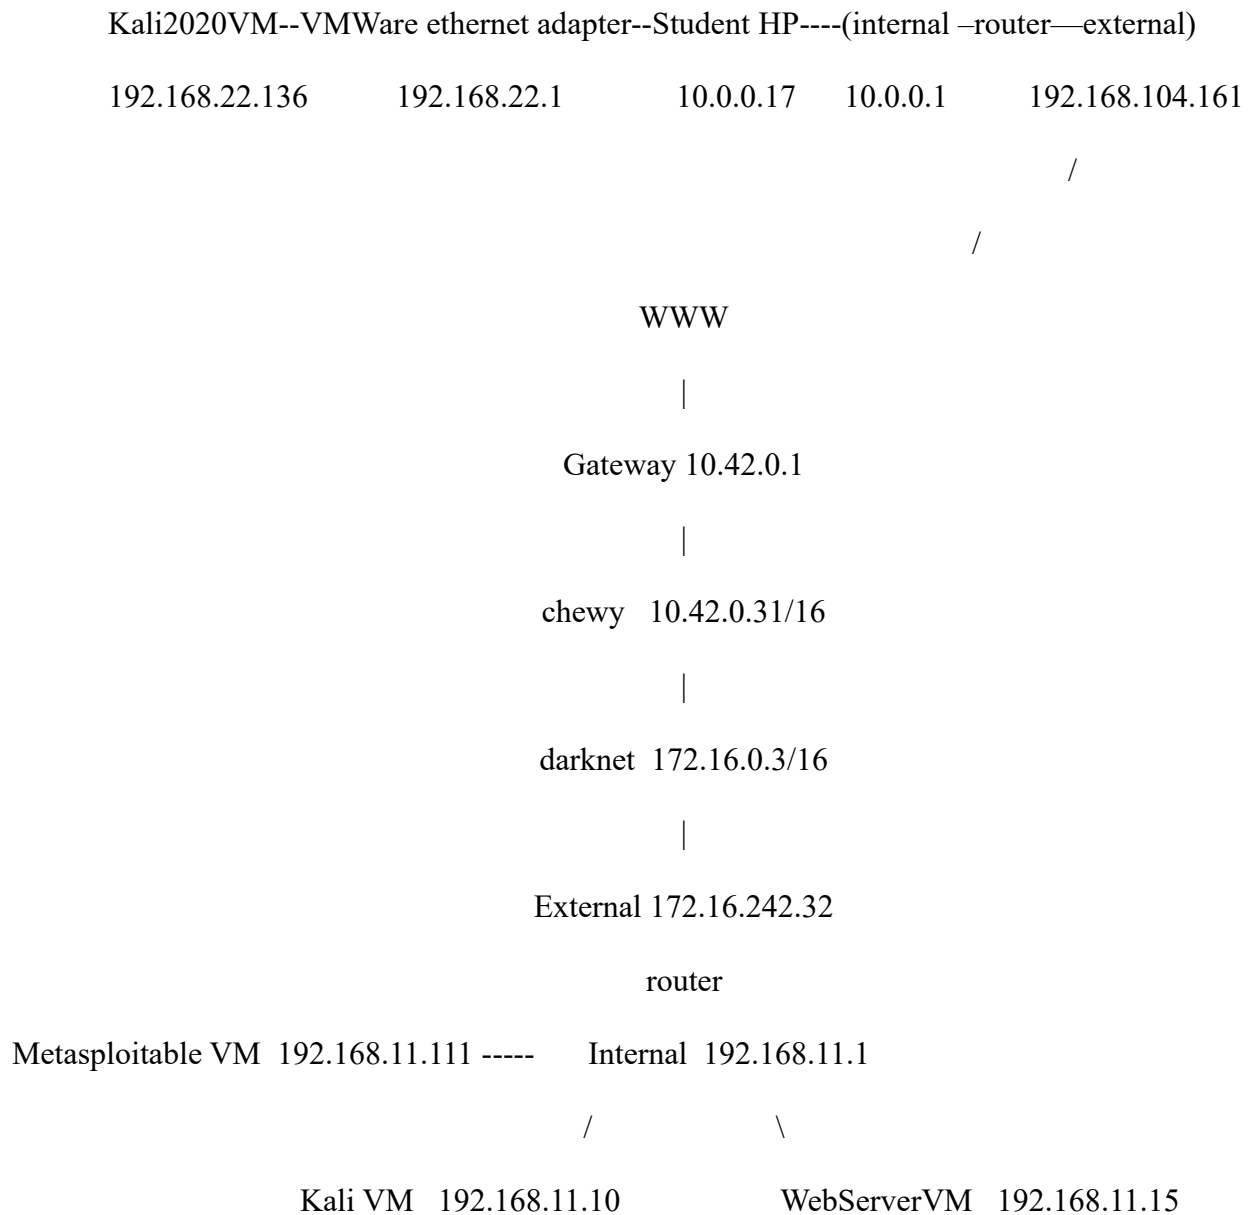 Kali2020VM--VMWare ethernet adapter--Student HP----(internal –router—external)
192.168.22.136 192.168.22.1 10.0.0.17 10.0.0.1 192.168.104.161
/
/
WWW
|
Gateway 10.42.0.1
|
chewy 10.42.0.31/16
|
darknet 172.16.0.3/16
|
External 172.16.242.32
router
Metasploitable VM 192.168.11.111 ----- Internal 192.168.11.1
/ \
Kali VM 192.168.11.10 WebServerVM 192.168.11.15